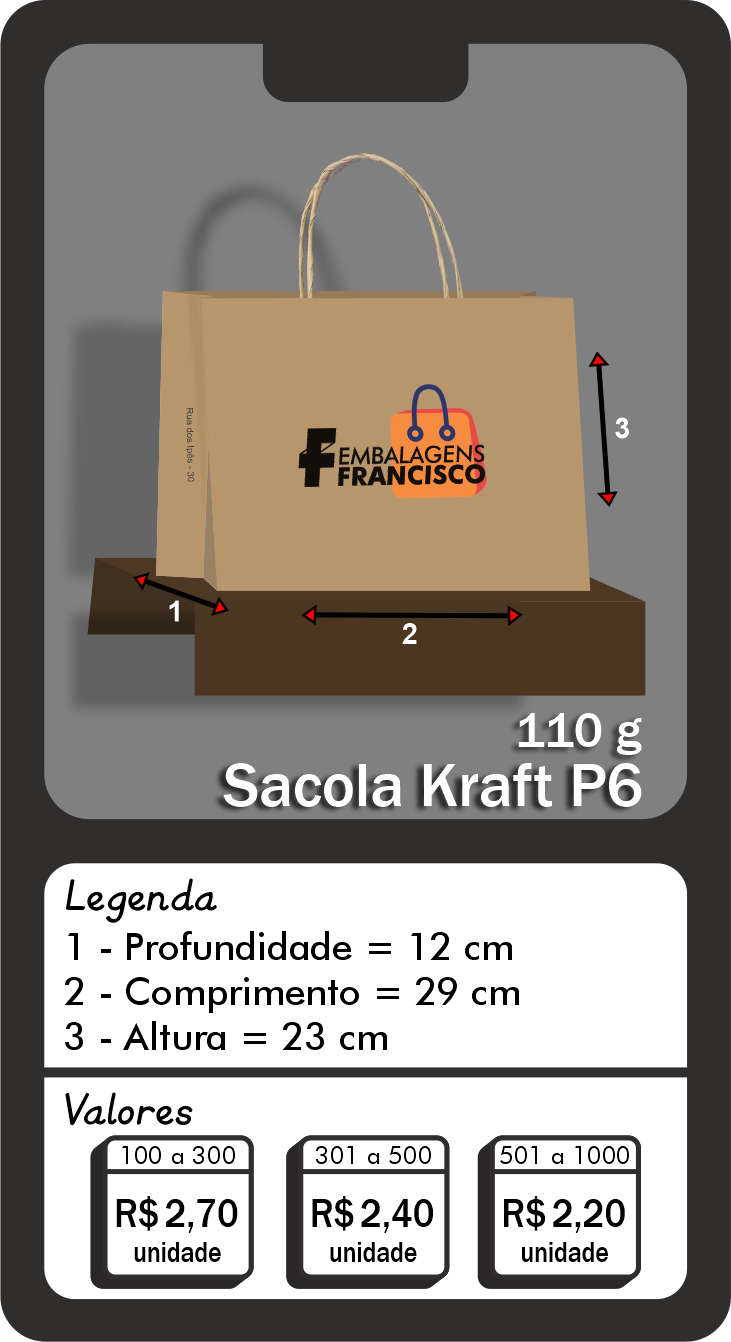 Rua dos Ipês - 30
EMBALAGENS
FRANCISCO
3
1
2
110 g
Sacola Kraft P6
Legenda
1 - Profundidade = 12 cm
2 - Comprimento = 29 cm
3 - Altura = 23 cm
Valores
100 a 300
R$ 2,70
unidade
301 a 500
R$ 2,40
unidade
501 a 1000
R$ 2,20
unidade